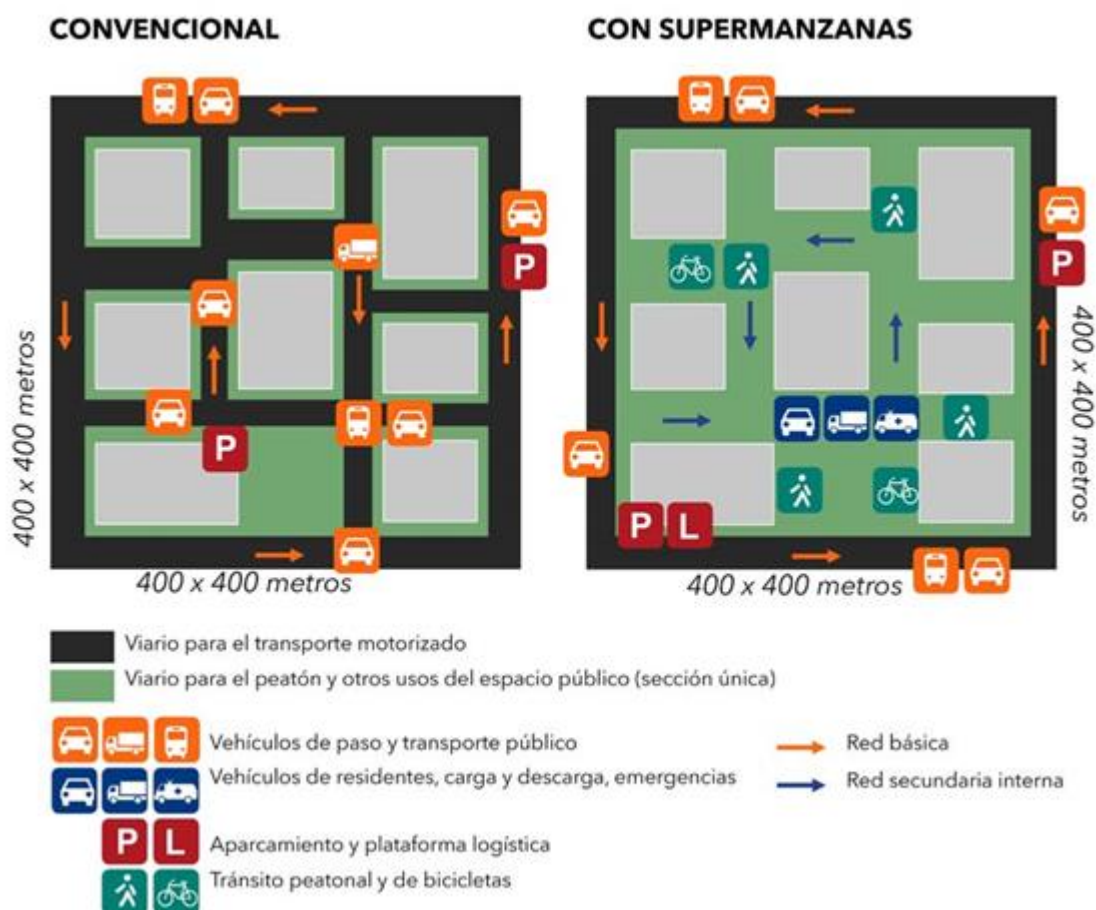 CONVENCIONAL
CON SUPERMANZANAS
P
P
400 x 400 metros
400 x 400 metros
P
P L
400 x 400 metros
400 x 400 metros
Viario para el transporte motorizado
Viario para el peatón y otros usos del espacio público (sección única)
Vehículos de paso y transporte público
Red básica
Vehículos de residentes, carga y descarga, emergencias
Red secundaria interna
P L
Aparcamiento y plataforma logística
Tránsito peatonal y de bicicletas